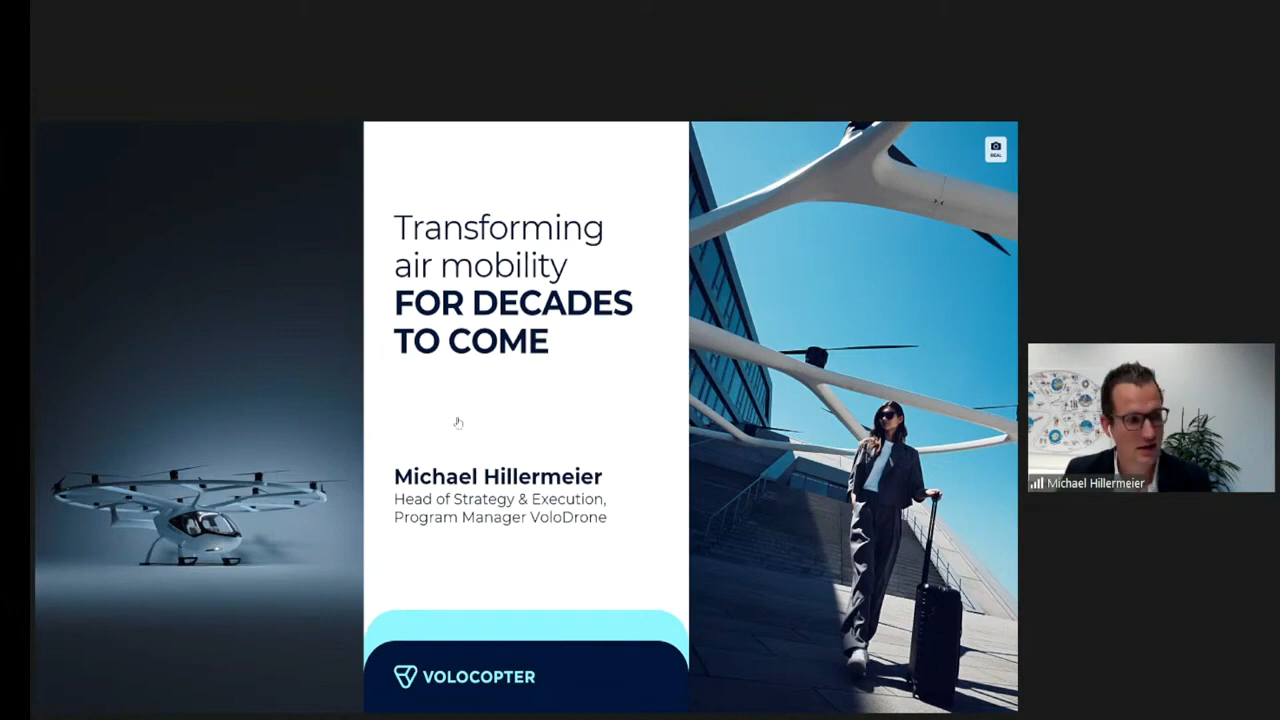 Transforming
air mobility
FOR DECADES
TO COME
Michael Hillermeier
Head of Strategy & Execution,
Program Manager VoloDrone
VOLOCOPTER
REAL
Michael Hillermeier